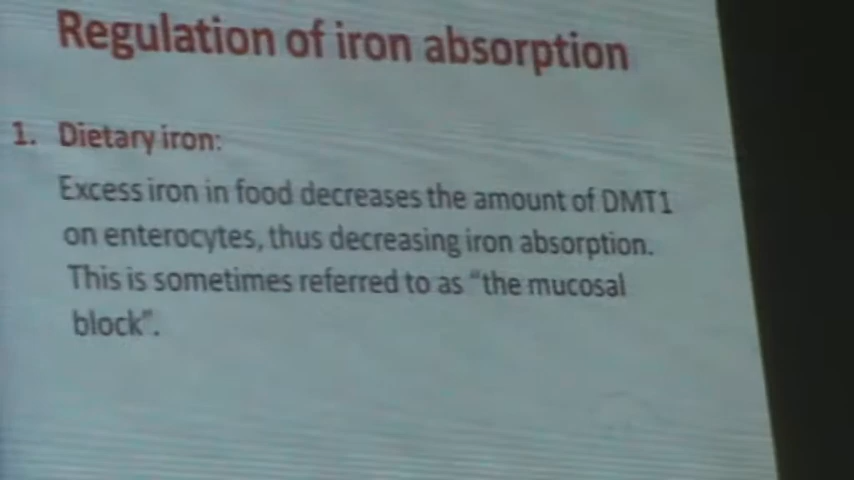 Regulation of iron absorption
1. Dietary iron:
Excess iron in food decreases the amount of DMT1
on enterocytes, thus decreasing iron absorption.
This is sometimes referred to as "the mucosal
block".